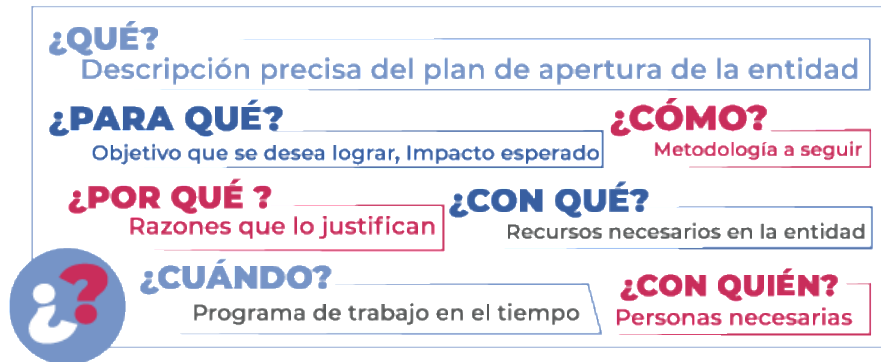 ¿QUÉ?
Descripción precisa del plan de apertura de la entidad
¿PARA QUÉ?
Objetivo que se desea lograr, Impacto esperado
¿CÓMO?
Metodología a seguir
¿POR QUÉ ?
Razones que lo justifican
¿CON QUÉ?
Recursos necesarios en la entidad
¿CUÁNDO?
Programa de trabajo en el tiempo
¿CON QUIÉN?
Personas necesarias
¿?